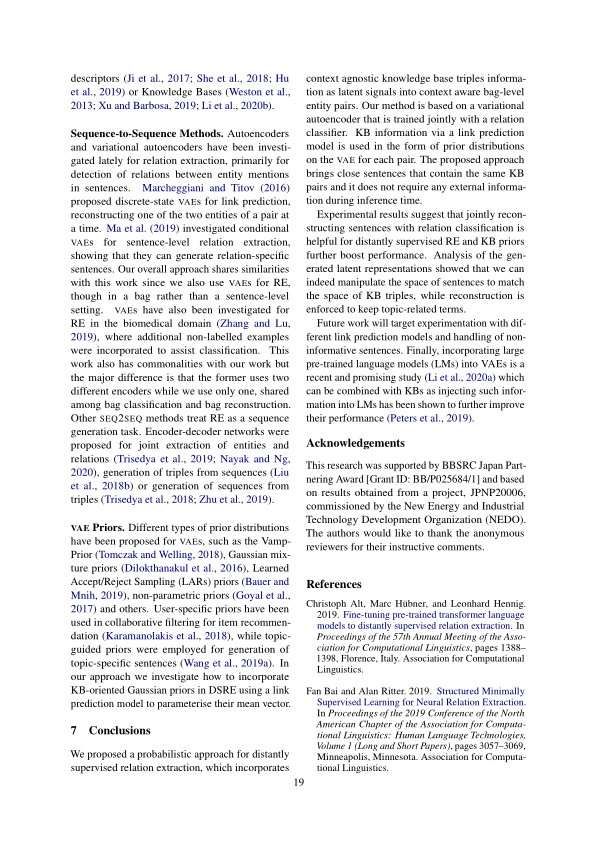 descriptors (Ji et al., 2017; She et al., 2018; Hu
et al., 2019) or Knowledge Bases (Weston et al.,
2013; Xu and Barbosa, 2019; Li et al., 2020b).
Sequence-to-Sequence Methods. Autoencoders
and variational autoencoders have been investi-
gated lately for relation extraction, primarily for
detection of relations between entity mentions
in sentences. Marcheggiani and Titov (2016)
proposed discrete-state VAEs for link prediction,
reconstructing one of the two entities of a pair at
a time. Ma et al. (2019) investigated conditional
VAEs for sentence-level relation extraction,
showing that they can generate relation-specific
sentences. Our overall approach shares similarities
with this work since we also use VAEs for RE,
though in a bag rather than a sentence-level
setting. VAEs have also been investigated for
RE in the biomedical domain (Zhang and Lu,
2019), where additional non-labelled examples
were incorporated to assist classification. This
work also has commonalities with our work but
the major difference is that the former uses two
different encoders while we use only one, shared
among bag classification and bag reconstruction.
Other SEQ2SEQ methods treat RE as a sequence
generation task. Encoder-decoder networks were
proposed for joint extraction of entities and
relations (Trisedya et al., 2019; Nayak and Ng,
2020), generation of triples from sequences (Liu
et al., 2018b) or generation of sequences from
triples (Trisedya et al., 2018; Zhu et al., 2019).
VAE Priors. Different types of prior distributions
have been proposed for VAEs, such as the Vamp-
Prior (Tomczak and Welling, 2018), Gaussian mix-
ture priors (Dilokthanakul et al., 2016), Learned
Accept/Reject Sampling (LARs) priors (Bauer and
Mnih, 2019), non-parametric priors (Goyal et al.,
2017) and others. User-specific priors have been
used in collaborative filtering for item recommen-
dation (Karamanolakis et al., 2018), while topic-
guided priors were employed for generation of
topic-specific sentences (Wang et al., 2019a). In
our approach we investigate how to incorporate
KB-oriented Gaussian priors in DSRE using a link
prediction model to parameterise their mean vector.
7 Conclusions
We proposed a probabilistic approach for distantly
supervised relation extraction, which incorporates
context agnostic knowledge base triples informa-
tion as latent signals into context aware bag-level
entity pairs. Our method is based on a variational
autoencoder that is trained jointly with a relation
classifier. KB information via a link prediction
model is used in the form of prior distributions
on the VAE for each pair. The proposed approach
brings close sentences that contain the same KB
pairs and it does not require any external informa-
tion during inference time.
Experimental results suggest that jointly recon-
structing sentences with relation classification is
helpful for distantly supervised RE and KB priors
further boost performance. Analysis of the gen-
erated latent representations showed that we can
indeed manipulate the space of sentences to match
the space of KB triples, while reconstruction is
enforced to keep topic-related terms.
Future work will target experimentation with dif-
ferent link prediction models and handling of non-
informative sentences. Finally, incorporating large
pre-trained language models (LMs) into VAEs is a
recent and promising study (Li et al., 2020a) which
can be combined with KBs as injecting such infor-
mation into LMs has been shown to further improve
their performance (Peters et al., 2019).
Acknowledgements
This research was supported by BBSRC Japan Part-
nering Award [Grant ID: BB/P025684/1] and based
on results obtained from a project, JPNP20006,
commissioned by the New Energy and Industrial
Technology Development Organization (NEDO).
The authors would like to thank the anonymous
reviewers for their instructive comments.
References
Christoph Alt, Marc Hübner, and Leonhard Hennig.
2019. Fine-tuning pre-trained transformer language
models to distantly supervised relation extraction. In
Proceedings of the 57th Annual Meeting of the Asso-
ciation for Computational Linguistics, pages 1388–
1398, Florence, Italy. Association for Computational
Linguistics.
Fan Bai and Alan Ritter. 2019. Structured Minimally
Supervised Learning for Neural Relation Extraction.
In Proceedings of the 2019 Conference of the North
American Chapter of the Association for Computa-
tional Linguistics: Human Language Technologies,
Volume 1 (Long and Short Papers), pages 3057–3069,
Minneapolis, Minnesota. Association for Computa-
tional Linguistics.
19